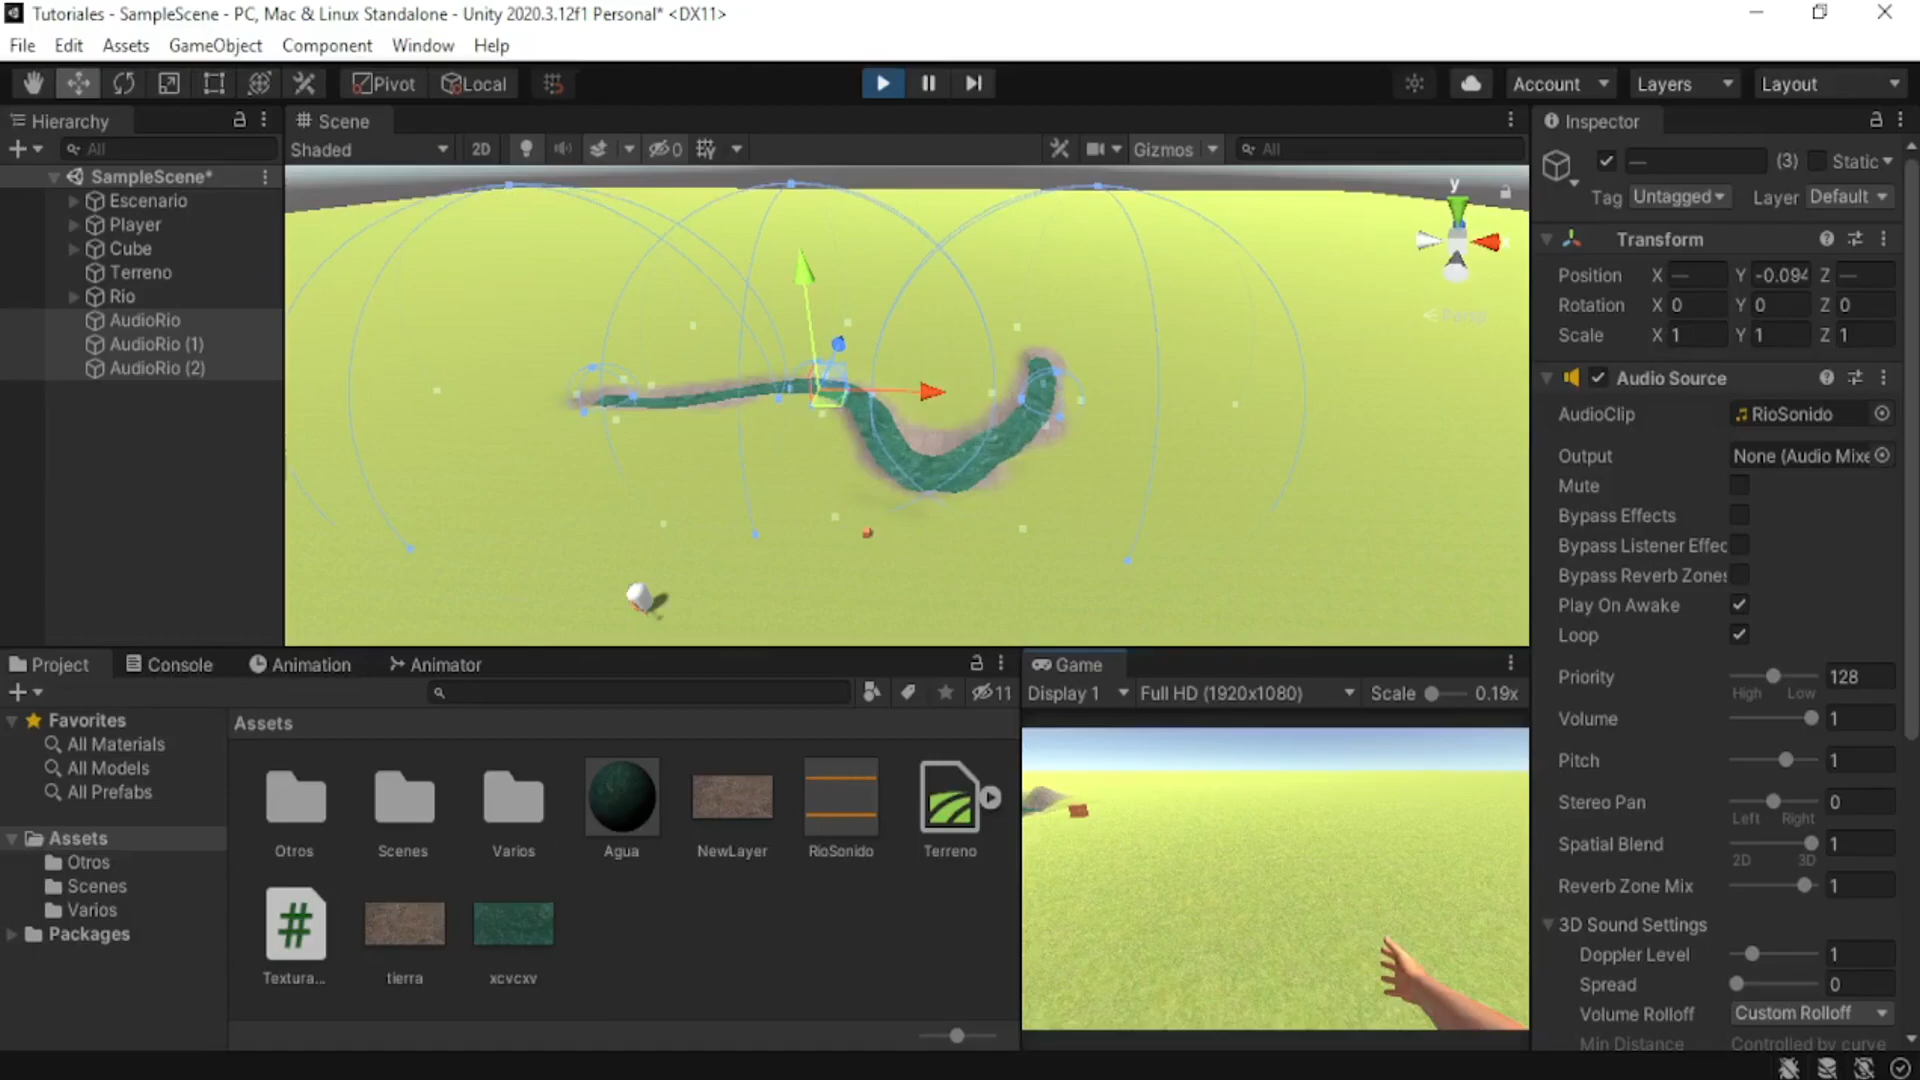 Tutoriales - SampleScene - PC, Mac & Linux Standalone - Unity 2020.3.12f1 Personal* <DX11>
File Edit Assets GameObject Component Window Help
Pivot Local Account Layers Layout
Hierarchy
All
SampleScene*
Escenario
Player
Cube
Terreno
Rio
AudioRio
AudioRio (1)
AudioRio (2)
Scene
Shaded 2D 0 Gizmos All
y
x
Persp
Inspector
— (3) Static
Tag Untagged Layer Default
Transform
Position X — Y -0.094 Z —
Rotation X 0 Y 0 Z 0
Scale X 1 Y 1 Z 1
Audio Source
AudioClip RioSonido
Output None (Audio Mixe
Mute
Bypass Effects
Bypass Listener Effec
Bypass Reverb Zones
Play On Awake
Loop
Priority 128
High Low
Volume 1
Pitch 1
Stereo Pan 0
Left Right
Spatial Blend 1
2D 3D
Reverb Zone Mix 1
3D Sound Settings
Doppler Level 1
Spread 0
Volume Rolloff Custom Rolloff
Min Distance Controlled by curve
Project Console Animation Animator
11
Favorites
All Materials
All Models
All Prefabs
Assets
Otros
Scenes
Varios
Packages
Assets
Otros Scenes Varios Agua NewLayer RioSonido Terreno
#
Textura... tierra xcvcxv
Game
Display 1 Full HD (1920x1080) Scale 0.19x